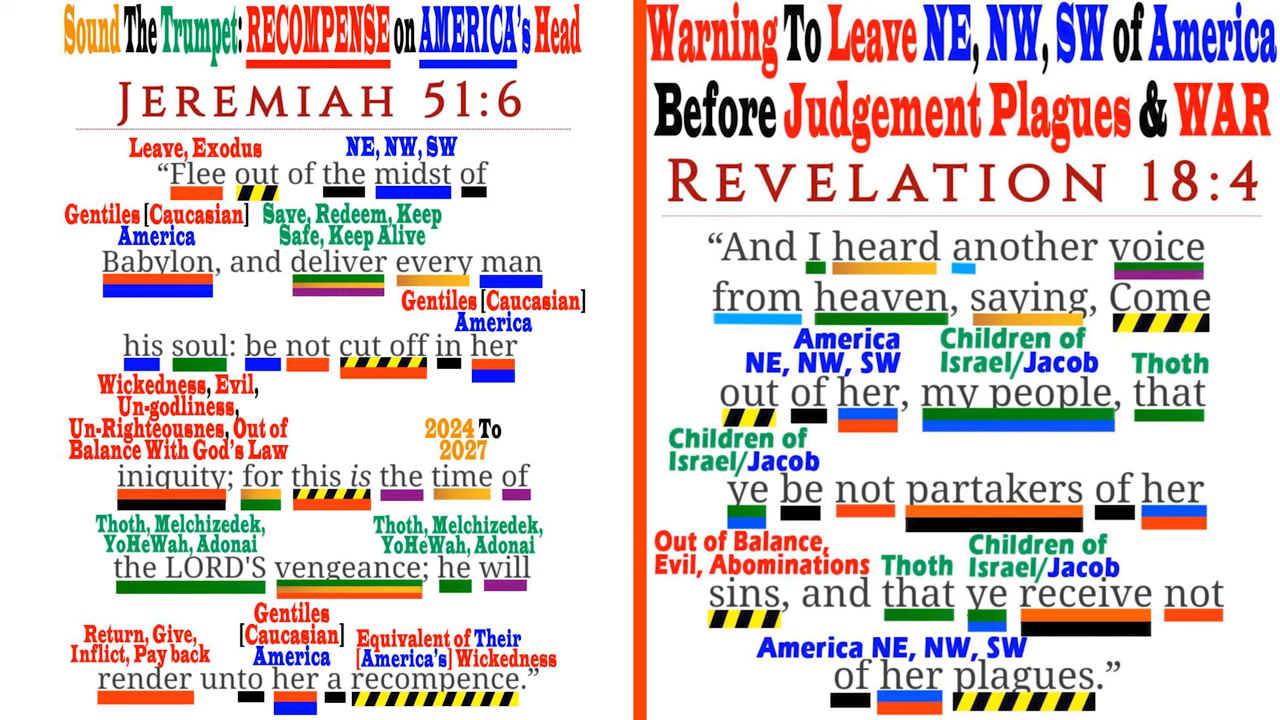 Sound The Trumpet: RECOMPENSE on AMERICA's Head
JEREMIAH 51:6
Leave, Exodus NE, NW, SW
“Flee out of the midst of
Gentiles [Caucasian] Save, Redeem, Keep
America Safe, Keep Alive
Babylon, and deliver every man
Gentiles [Caucasian]
America
his soul: be not cut off in her
Wickedness, Evil,
Un-godliness,
Un-Righteousnes, Out of 2024 To
Balance With God's Law 2027
iniquity; for this is the time of
Thoth, Melchizedek, Thoth, Melchizedek,
YoHeWah, Adonai YoHeWah, Adonai
the LORD'S vengeance; he will
Gentiles
Return, Give, [Caucasian] Equivalent of Their
Inflict, Pay back America [America's] Wickedness
render unto her a recompense.”
Warning To Leave NE, NW, SW of America
Before Judgement Plagues & WAR
REVELATION 18:4
“And I heard another voice
from heaven, saying, Come
America Children of
NE, NW, SW Israel/Jacob Thoth
out of her, my people, that
Children of
Israel/Jacob
ye be not partakers of her
Out of Balance, Children of
Evil, Abominations Thoth Israel/Jacob
sins, and that ye receive not
America NE, NW, SW
of her plagues.”